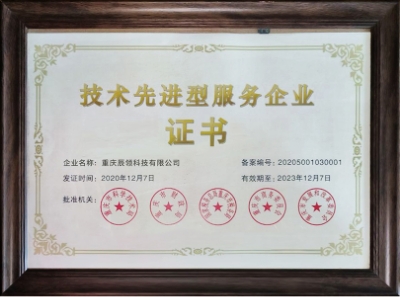 技术先进型服务企业
证书
企业名称：重庆辰领科技有限公司 备案编号：20205001030001
发证时间：2020年12月7日 有效期至：2023年12月7日
批准机关：